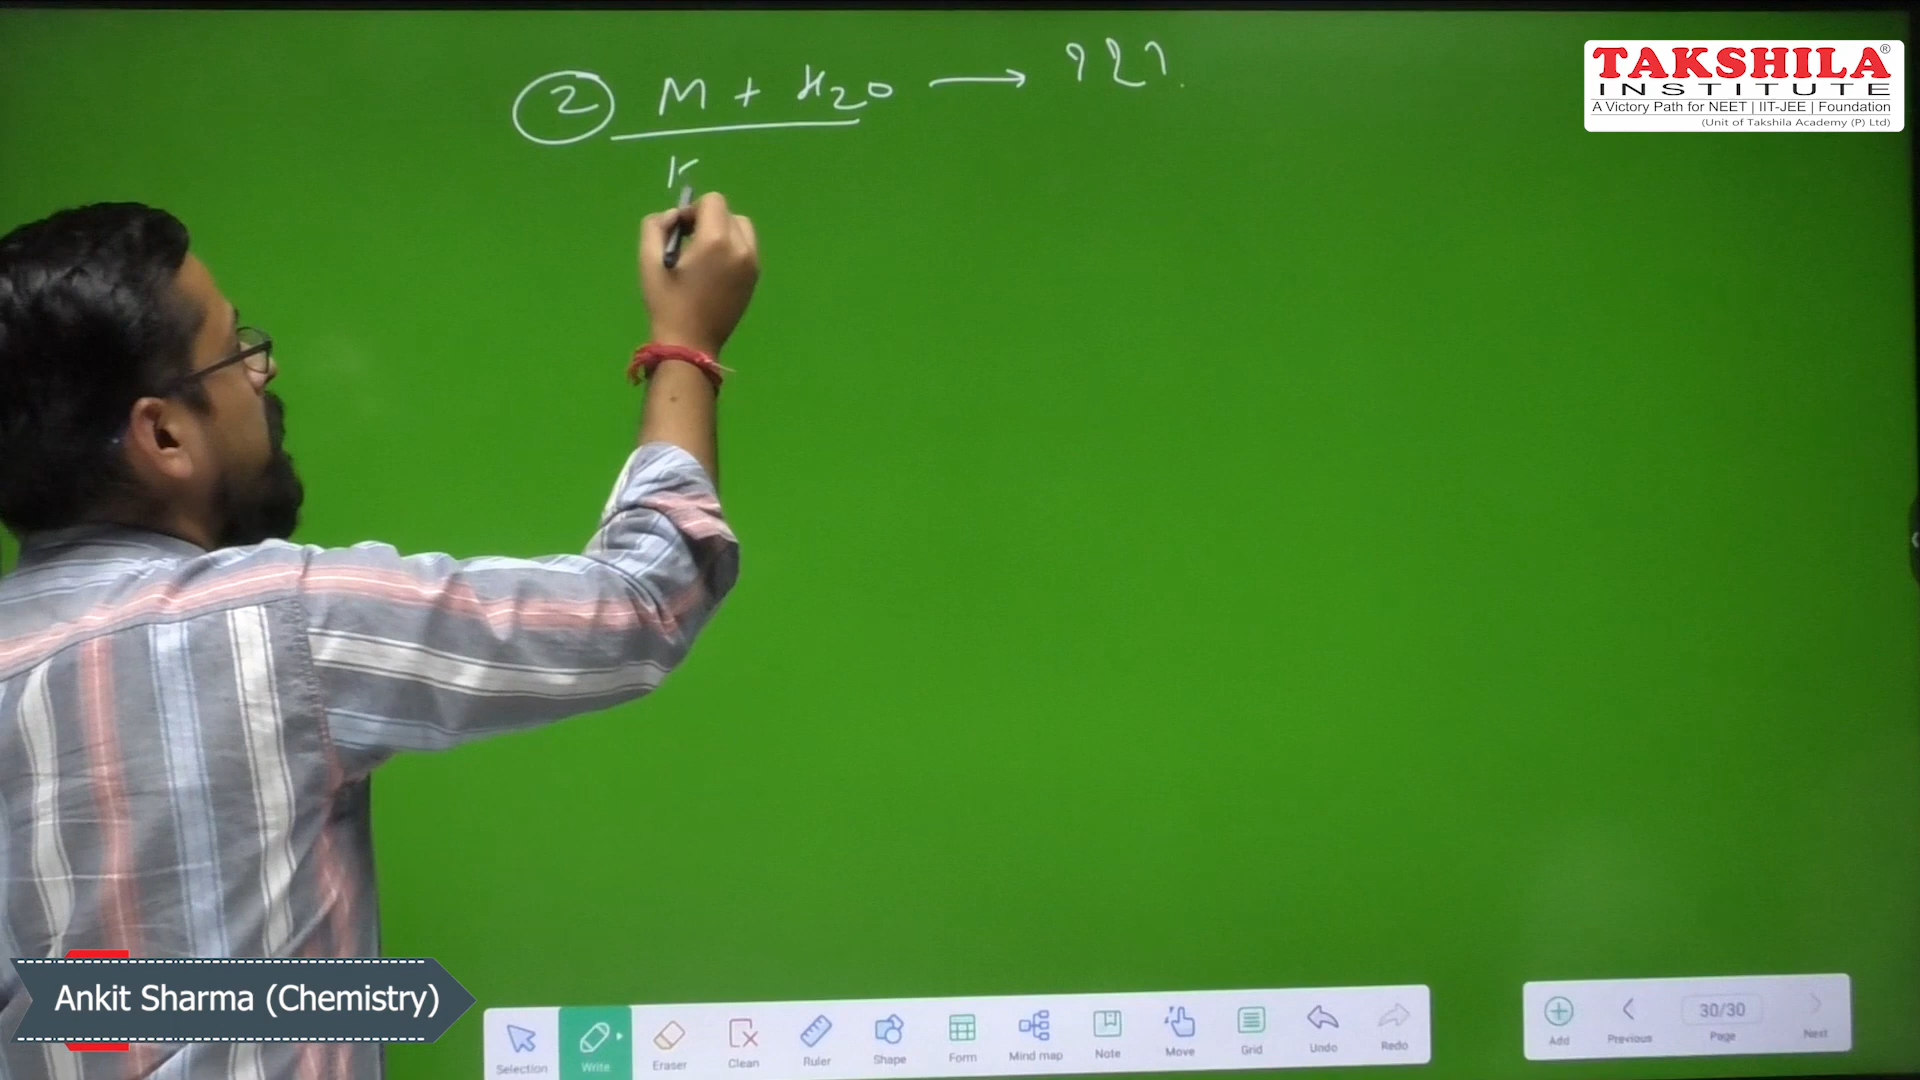 ② M + H2O ⟶ ???
TAKSHILA®
INSTITUTE
A Victory Path for NEET | IIT-JEE | Foundation
(Unit of Takshila Academy (P) Ltd)
Ankit Sharma (Chemistry)
Selection Write Eraser Clean Ruler Shape Form Mind map Note Move Grid Undo Redo
Add Previous 30/30 Page Next